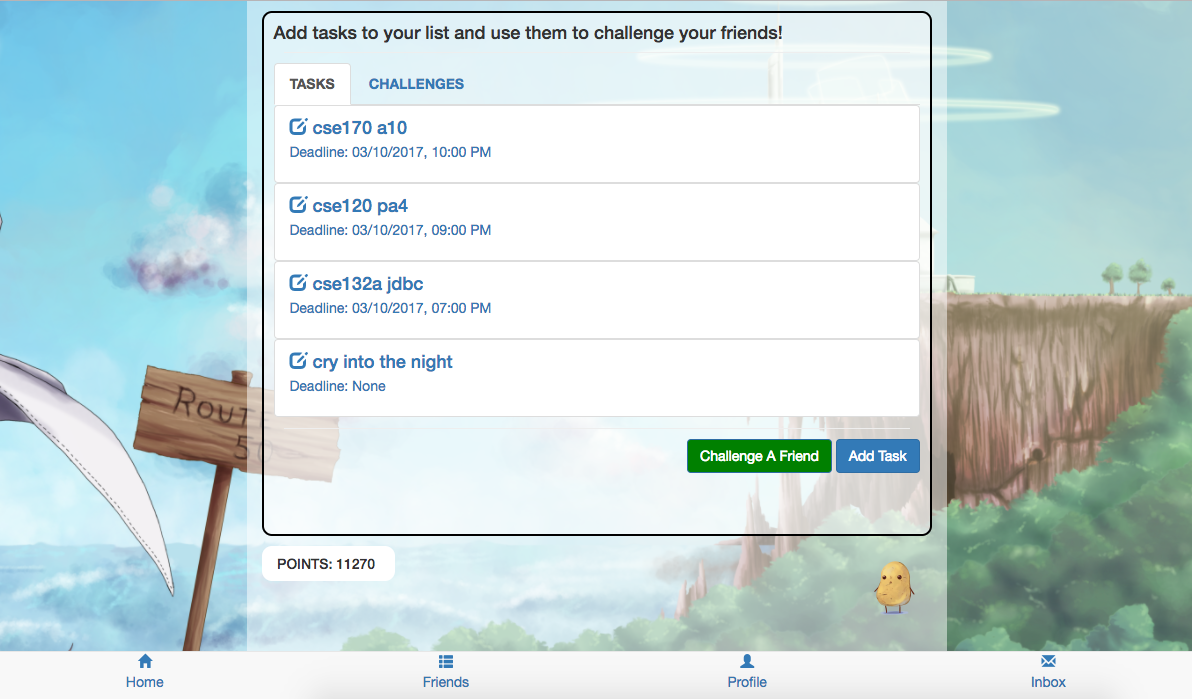 Add tasks to your list and use them to challenge your friends!
TASKS CHALLENGES
cse170 a10
Deadline: 03/10/2017, 10:00 PM
cse120 pa4
Deadline: 03/10/2017, 09:00 PM
cse132a jdbc
Deadline: 03/10/2017, 07:00 PM
cry into the night
Deadline: None
ROUT
50
Challenge A Friend Add Task
POINTS: 11270
Home Friends Profile Inbox